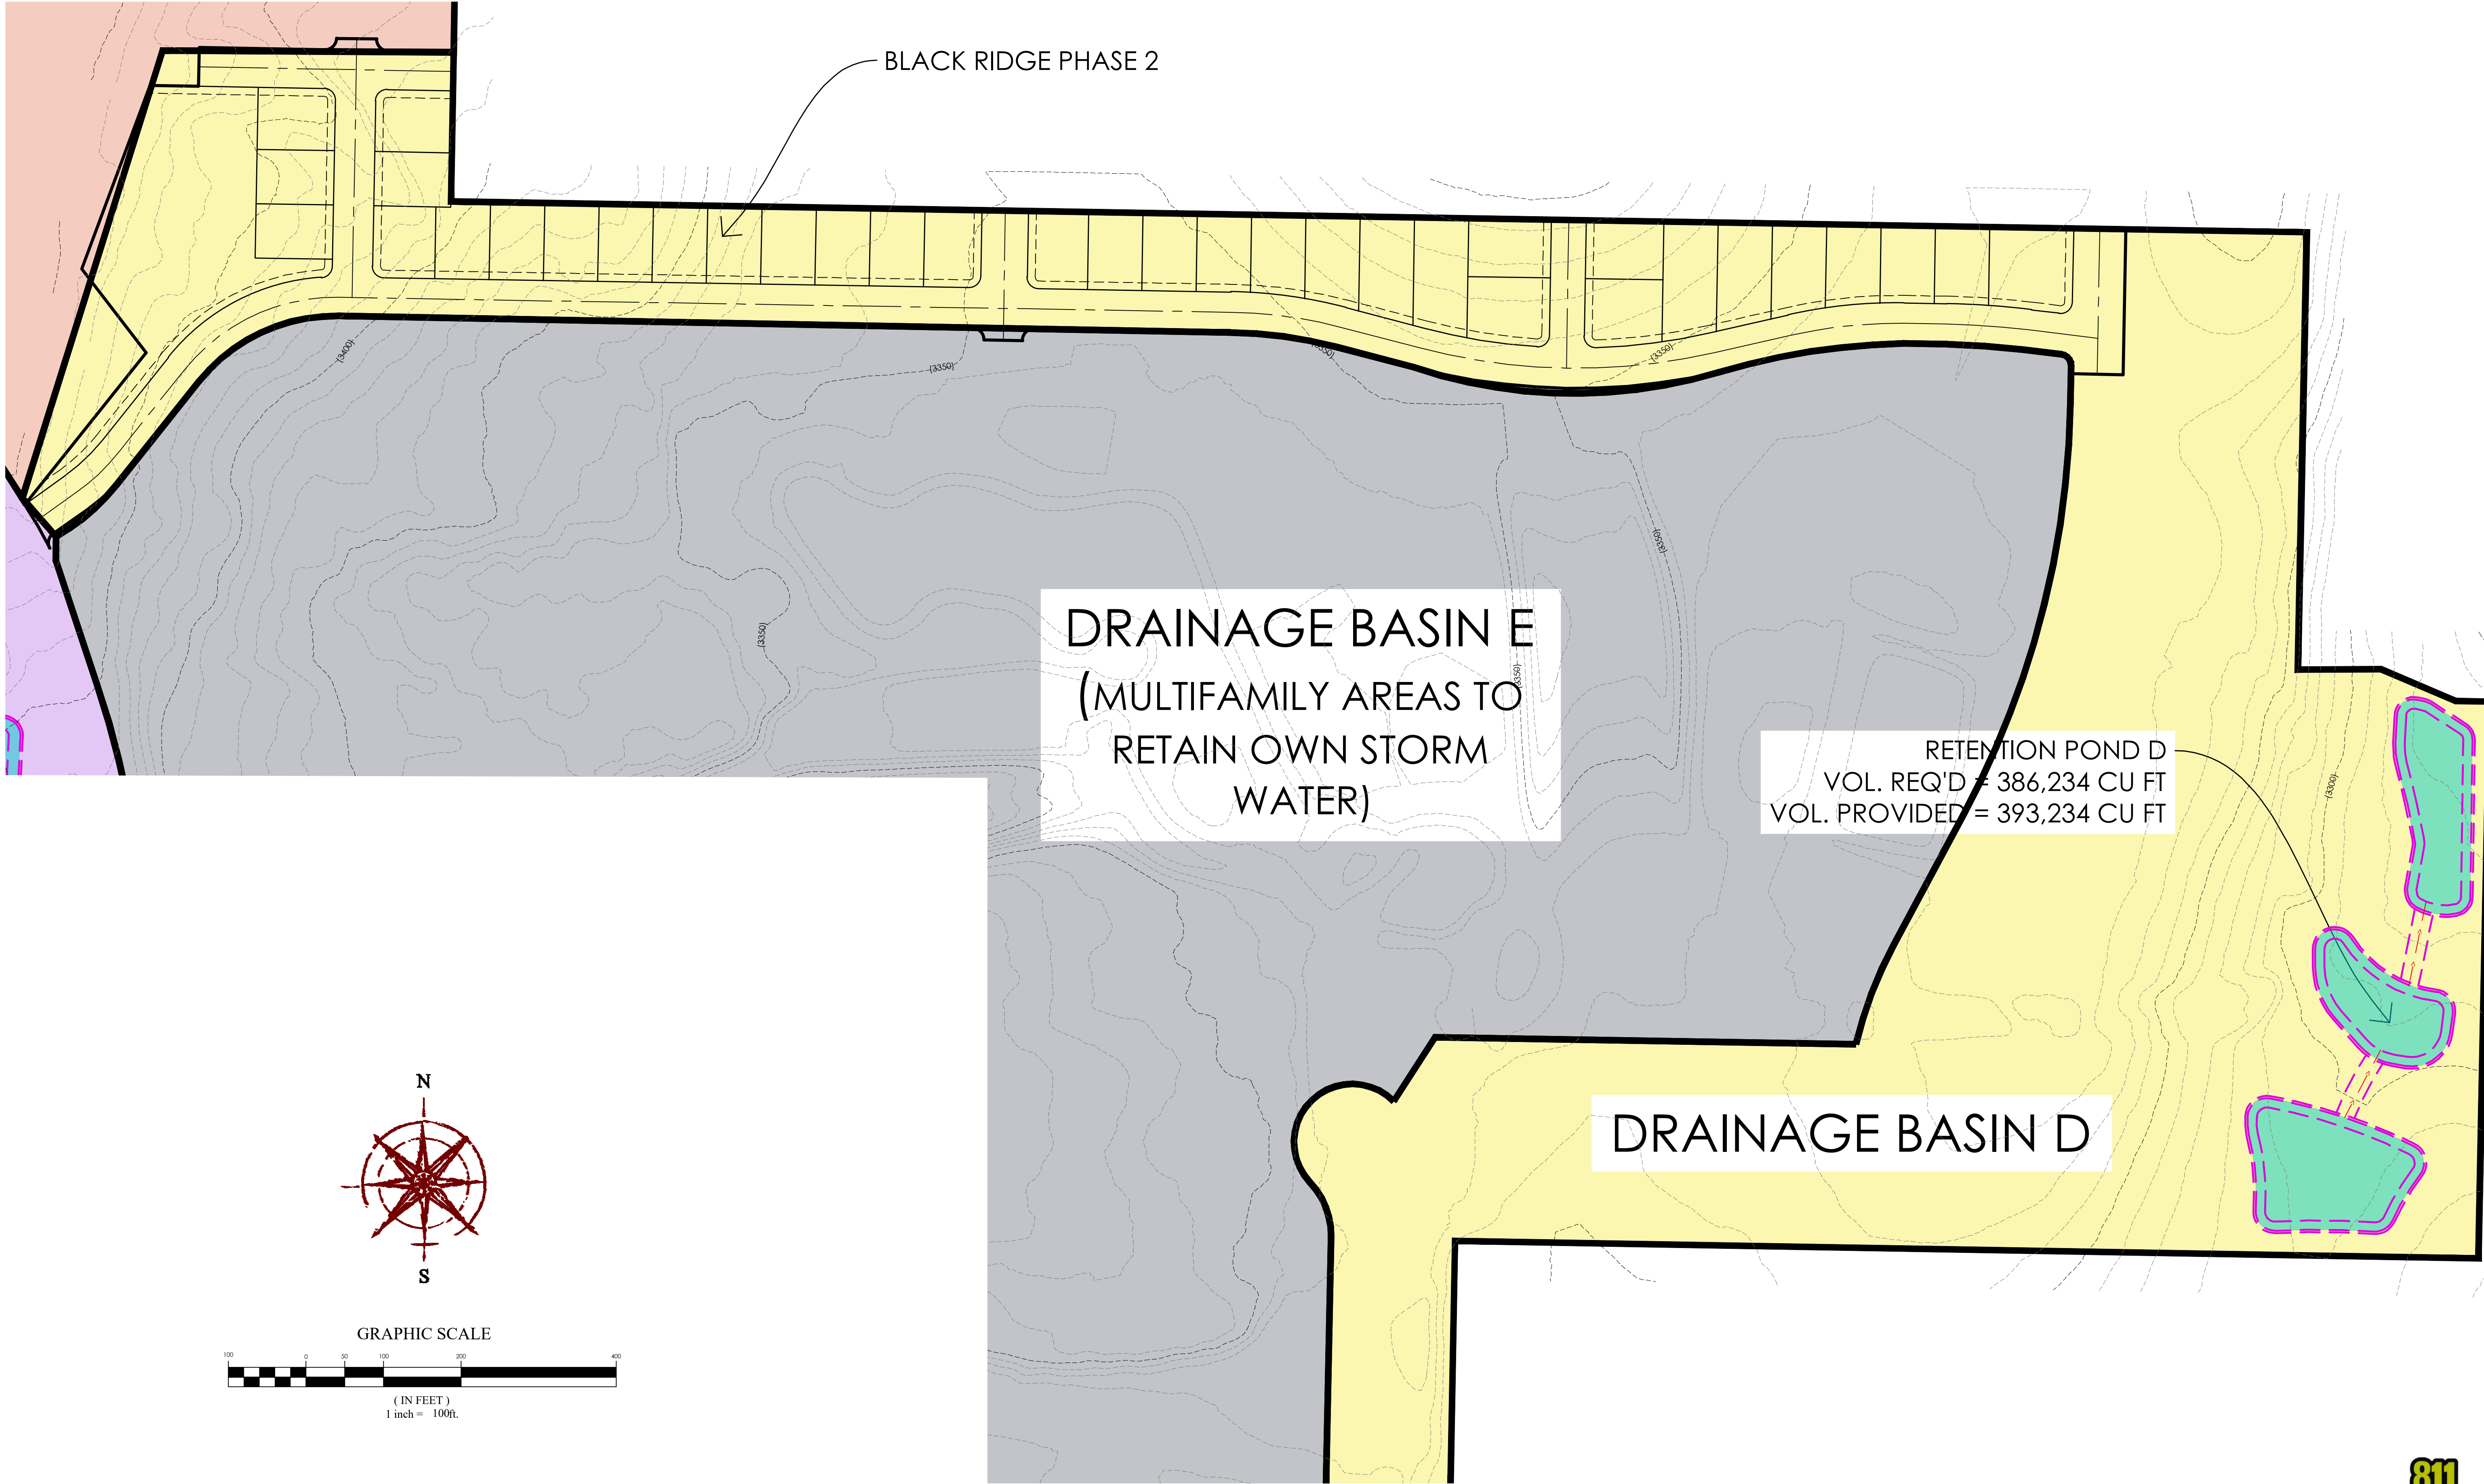 BLACK RIDGE PHASE 2
(3400)
(3350)
(3350)
(3350)
(3350)
(3350)
(3350)
DRAINAGE BASIN E
(MULTIFAMILY AREAS TO
RETAIN OWN STORM
WATER)
RETENTION POND D
VOL. REQ'D = 386,234 CU FT
VOL. PROVIDED = 393,234 CU FT
(3300)
DRAINAGE BASIN D
N
S
GRAPHIC SCALE
100 0 50 100 200 400
( IN FEET )
1 inch = 100ft.
811